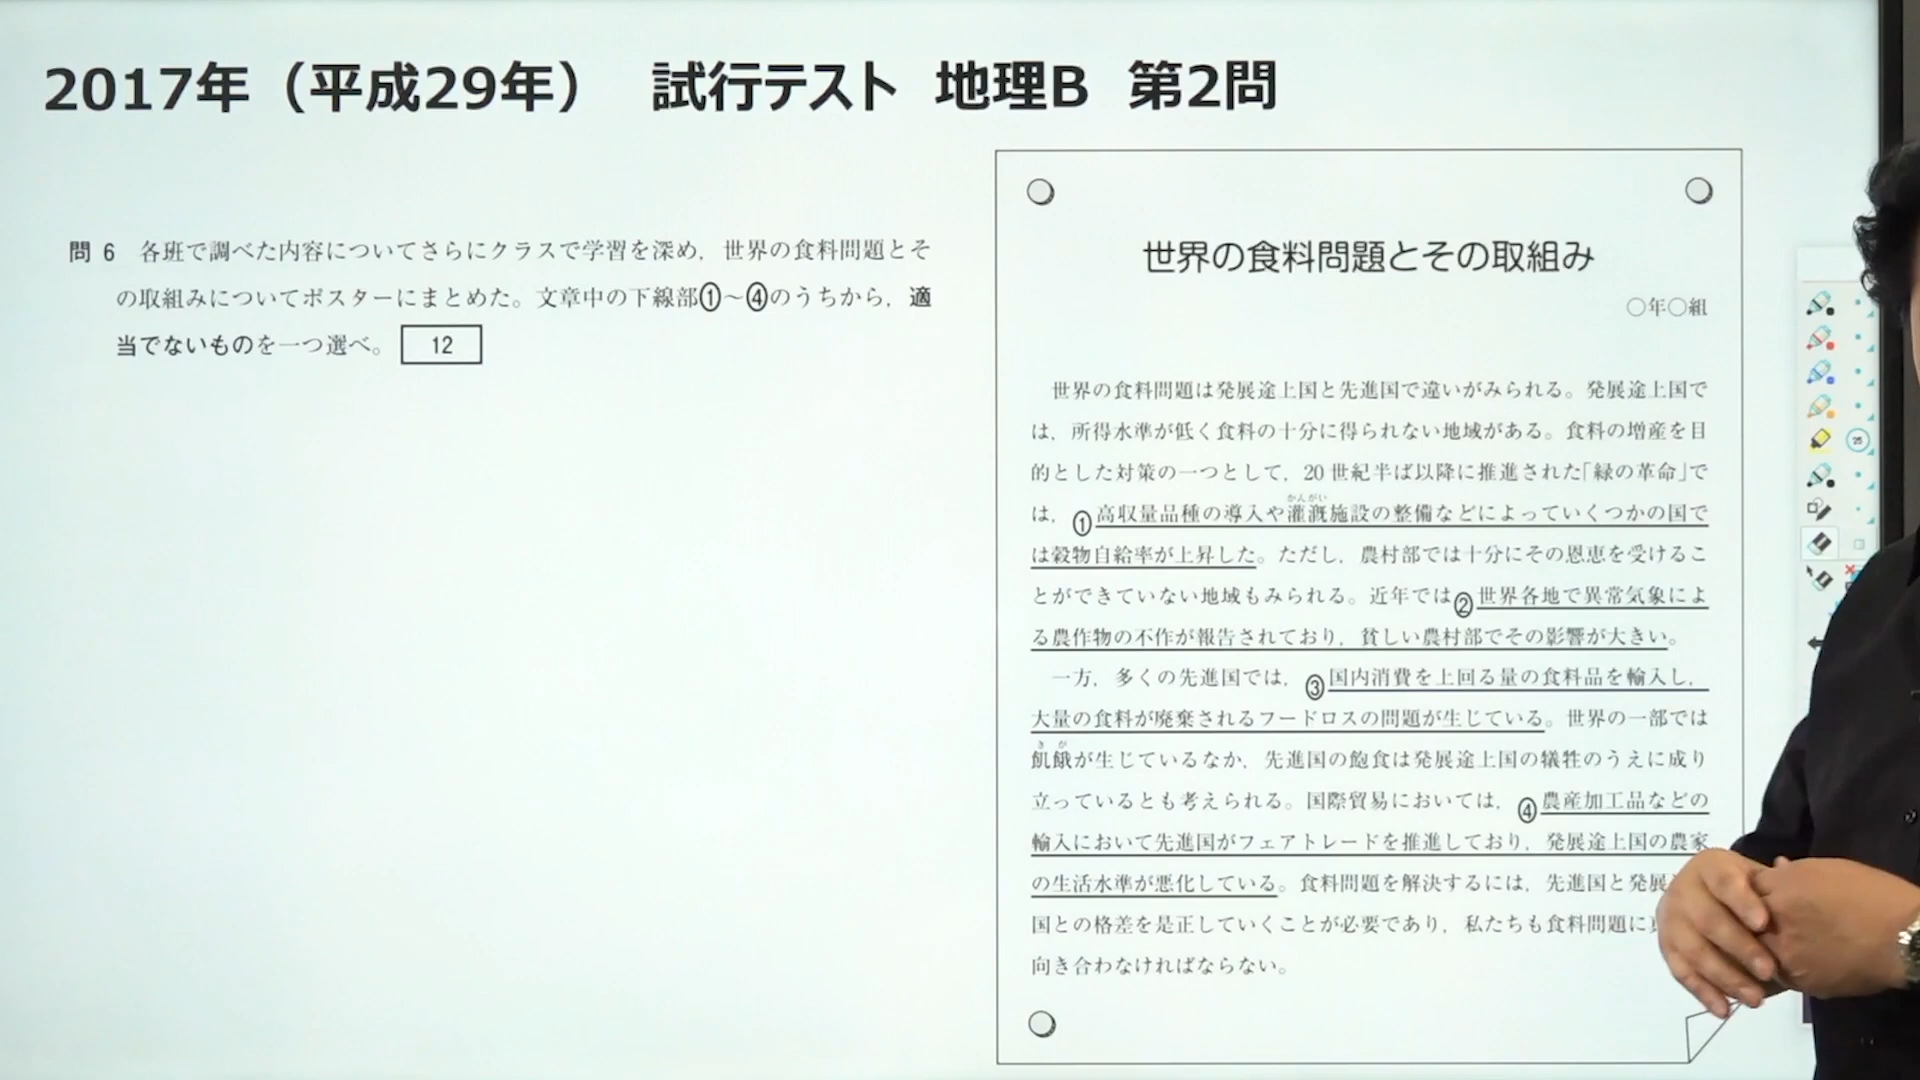 2017年（平成29年） 試行テスト 地理B 第2問
問 6 各班で調べた内容についてさらにクラスで学習を深め，世界の食料問題とそ
の取組みについてポスターにまとめた。文章中の下線部①～④のうちから，適
当でないものを一つ選べ。 12
世界の食料問題とその取組み
〇年〇組
世界の食料問題は発展途上国と先進国で違いがみられる。発展途上国で
は，所得水準が低く食料の十分に得られない地域がある。食料の増産を目
的とした対策の一つとして，20世紀半ば以降に推進された「緑の革命」で
かんがい
は，①高収量品種の導入や灌漑施設の整備などによっていくつかの国で
は穀物自給率が上昇した。ただし，農村部では十分にその恩恵を受けるこ
とができていない地域もみられる。近年では②世界各地で異常気象によ
る農作物の不作が報告されており，貧しい農村部でその影響が大きい。
一方，多くの先進国では，③国内消費を上回る量の食料品を輸入し，
大量の食料が廃棄されるフードロスの問題が生じている。世界の一部では
きが
飢餓が生じているなか，先進国の飽食は発展途上国の犠牲のうえに成り
立っているとも考えられる。国際貿易においては，④農産加工品などの
輸入において先進国がフェアトレードを推進しており，発展途上国の農家
の生活水準が悪化している。食料問題を解決するには，先進国と発展
国との格差を是正していくことが必要であり，私たちも食料問題に
向き合わなければならない。
25